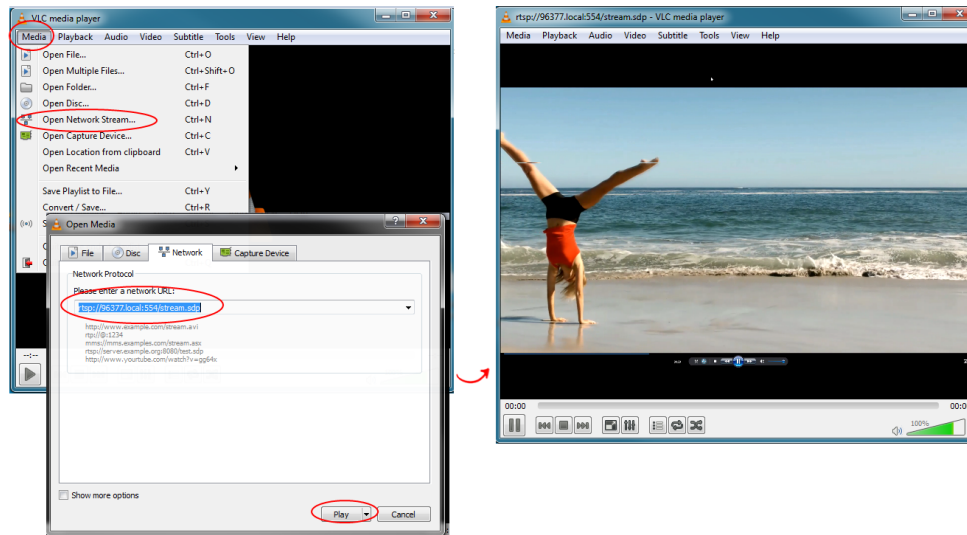 VLC media player
Media Playback Audio Video Subtitle Tools View Help
Open File... Ctrl+O
Open Multiple Files... Ctrl+Shift+O
Open Folder... Ctrl+F
Open Disc... Ctrl+D
Open Network Stream... Ctrl+N
Open Capture Device... Ctrl+C
Open Location from clipboard Ctrl+V
Open Recent Media
Save Playlist to File... Ctrl+Y
Convert / Save... Ctrl+R
S
--:--
Open Media
File Disc Network Capture Device
Network Protocol
Please enter a network URL:
rtsp://96377.local:554/stream.sdp
http://www.example.com/stream.avi
rtp://@:1234
mms://mms.examples.com/stream.asx
rtsp://server.example.org:8080/test.sdp
http://www.yourtube.com/watch?v=gg64x
Show more options
Play Cancel
rtsp://96377.local:554/stream.sdp - VLC media player
Media Playback Audio Video Subtitle Tools View Help
00:00 00:0
100%